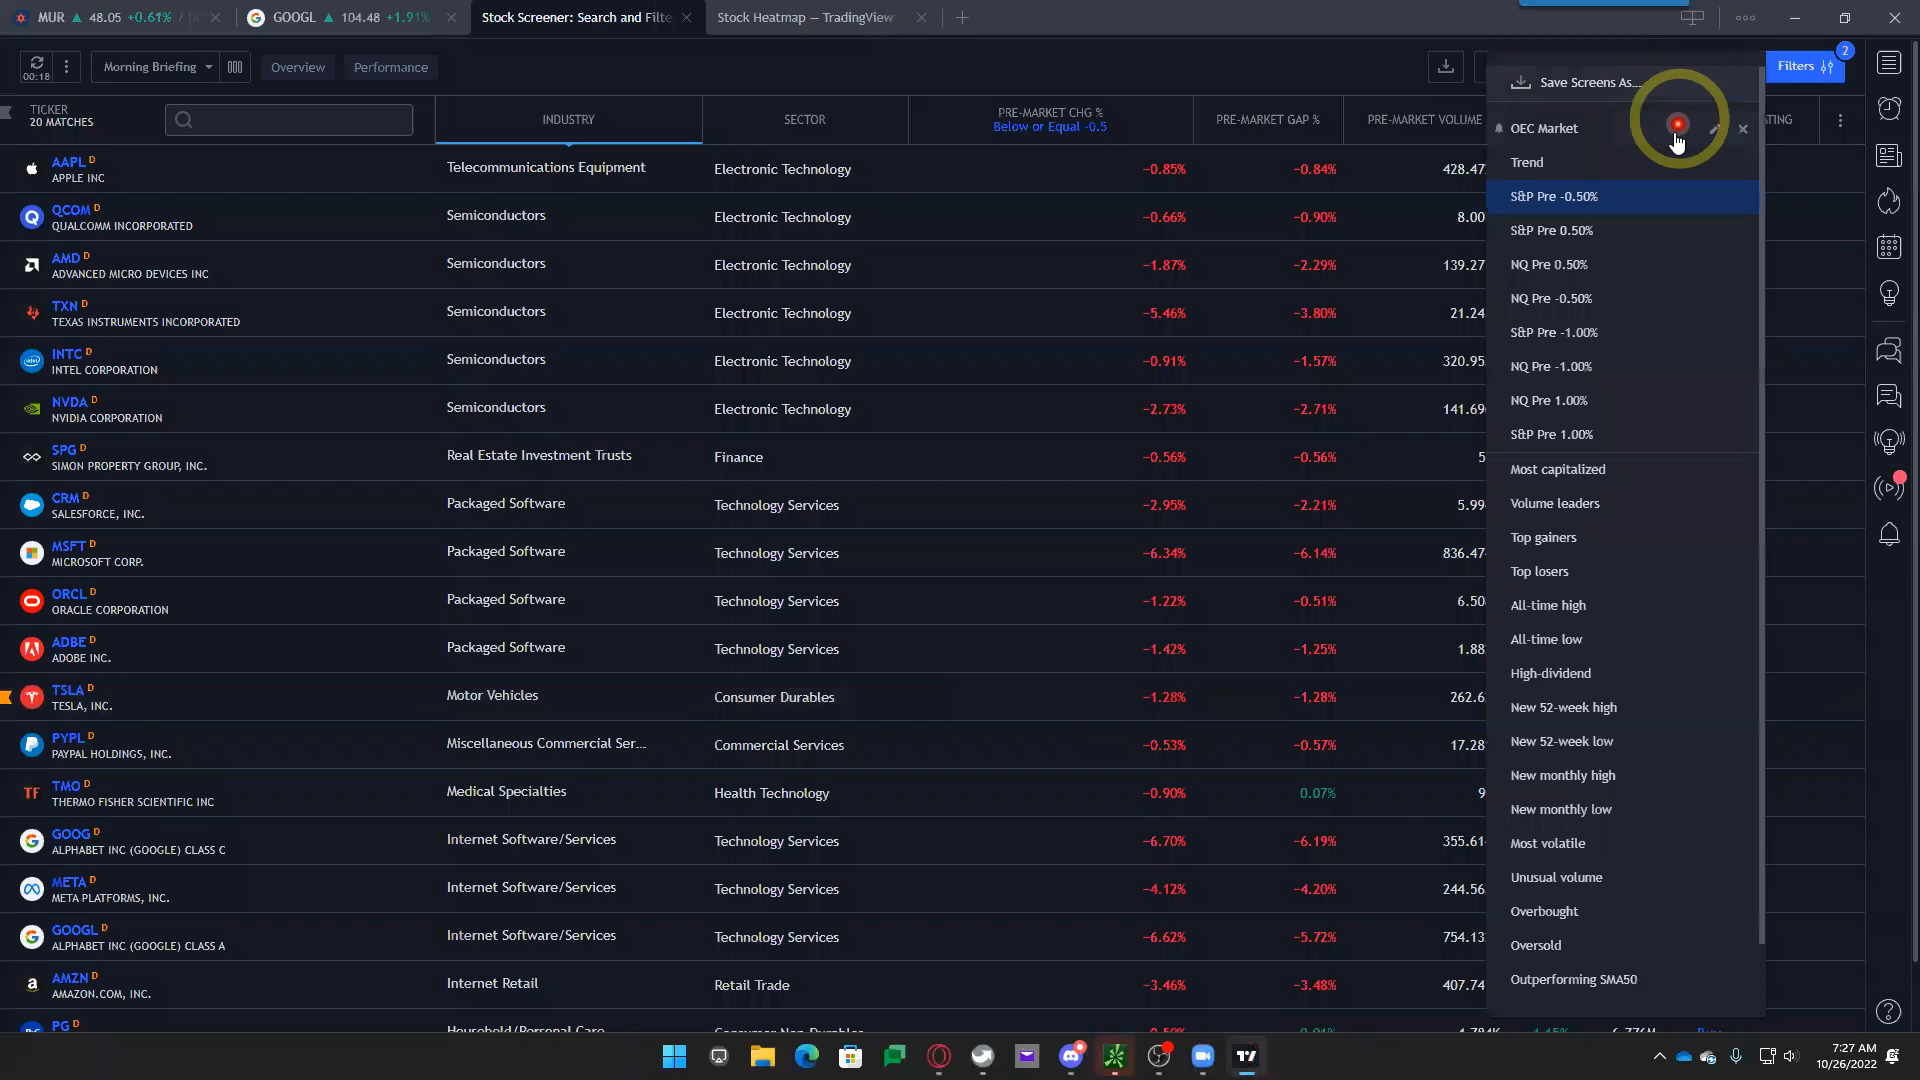 MUR ▲ 48.05 +0.61% /
GOOGL ▲ 104.48 +1.91%
Stock Screener: Search and Filte
Stock Heatmap — TradingView
00:18
Morning Briefing
Overview
Performance
Filters
2
TICKER
20 MATCHES
INDUSTRY
SECTOR
PRE-MARKET CHG %
Below or Equal -0.5
PRE-MARKET GAP %
PRE-MARKET VOLUME
ATING
AAPL D
APPLE INC
Telecommunications Equipment
Electronic Technology
−0.85%
−0.84%
428.47
QCOM D
QUALCOMM INCORPORATED
Semiconductors
Electronic Technology
−0.66%
−0.90%
8.00
AMD D
ADVANCED MICRO DEVICES INC
Semiconductors
Electronic Technology
−1.87%
−2.29%
139.27
TXN D
TEXAS INSTRUMENTS INCORPORATED
Semiconductors
Electronic Technology
−5.46%
−3.80%
21.24
INTC D
INTEL CORPORATION
Semiconductors
Electronic Technology
−0.91%
−1.57%
320.95
NVDA D
NVIDIA CORPORATION
Semiconductors
Electronic Technology
−2.73%
−2.71%
141.69
SPG D
SIMON PROPERTY GROUP, INC.
Real Estate Investment Trusts
Finance
−0.56%
−0.56%
5
CRM D
SALESFORCE, INC.
Packaged Software
Technology Services
−2.95%
−2.21%
5.99
MSFT D
MICROSOFT CORP.
Packaged Software
Technology Services
−6.34%
−6.14%
836.47
ORCL D
ORACLE CORPORATION
Packaged Software
Technology Services
−1.22%
−0.51%
6.50
ADBE D
ADOBE INC.
Packaged Software
Technology Services
−1.42%
−1.25%
1.88
TSLA D
TESLA, INC.
Motor Vehicles
Consumer Durables
−1.28%
−1.28%
262.6
PYPL D
PAYPAL HOLDINGS, INC.
Miscellaneous Commercial Ser...
Commercial Services
−0.53%
−0.57%
17.28
TF
TMO D
THERMO FISHER SCIENTIFIC INC
Medical Specialties
Health Technology
−0.90%
0.07%
9
GOOG D
ALPHABET INC (GOOGLE) CLASS C
Internet Software/Services
Technology Services
−6.70%
−6.19%
355.61
META D
META PLATFORMS, INC.
Internet Software/Services
Technology Services
−4.12%
−4.20%
244.56
GOOGL D
ALPHABET INC (GOOGLE) CLASS A
Internet Software/Services
Technology Services
−6.62%
−5.72%
754.13
AMZN D
AMAZON.COM, INC.
Internet Retail
Retail Trade
−3.46%
−3.48%
407.74
PG D
Household/Personal Care
Consumer Non-Durables
Save Screens As...
OEC Market
Trend
S&P Pre -0.50%
S&P Pre 0.50%
NQ Pre 0.50%
NQ Pre -0.50%
S&P Pre -1.00%
NQ Pre -1.00%
NQ Pre 1.00%
S&P Pre 1.00%
Most capitalized
Volume leaders
Top gainers
Top losers
All-time high
All-time low
High-dividend
New 52-week high
New 52-week low
New monthly high
New monthly low
Most volatile
Unusual volume
Overbought
Oversold
Outperforming SMA50
7:27 AM
10/26/2022